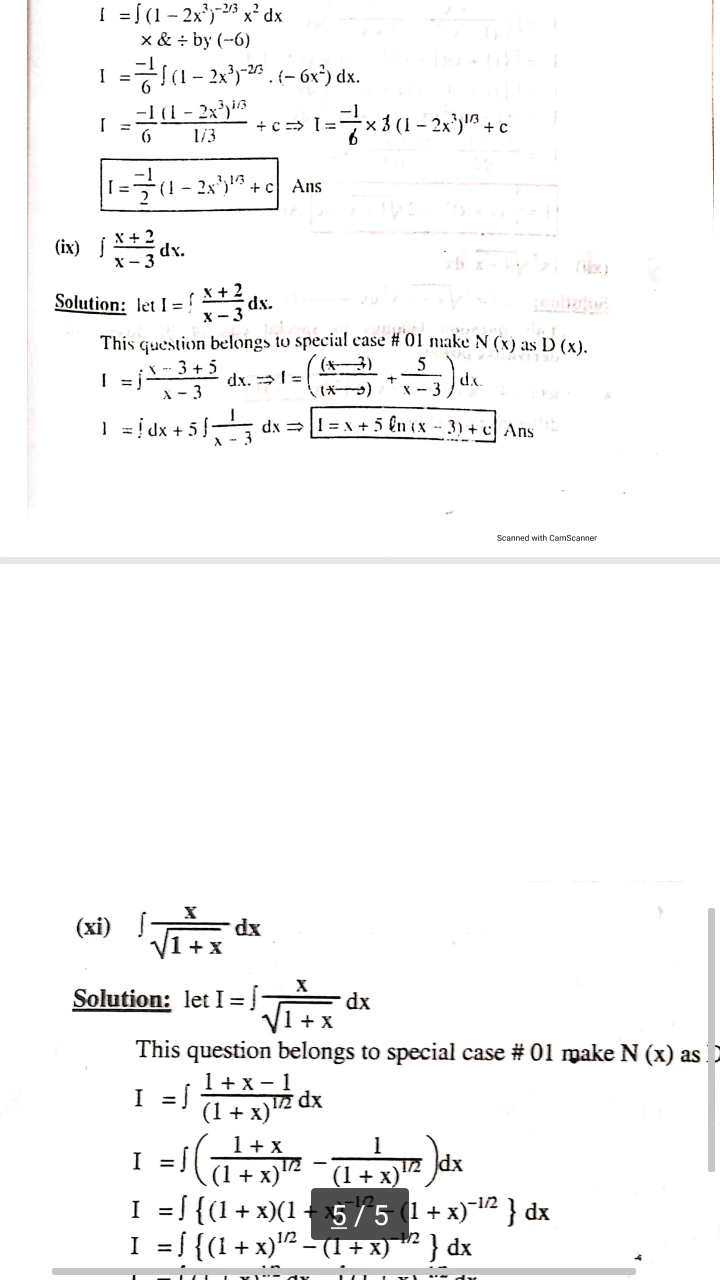 I = ∫ (1 – 2x³)^–2/3 x² dx
× & ÷ by (–6)
I = –1/6 ∫ (1 – 2x³)^–2/3 . (– 6x²) dx.
I = –1/6 (1 – 2x³)^1/3 / 1/3 + c ⇒ I = –1/6 × 3 (1 – 2x³)^1/3 + c
I = –1/2 (1 – 2x³)^1/3 + c Ans
(ix) ∫ x + 2 / x – 3 dx.
Solution: let I = ∫ x + 2 / x – 3 dx.
This question belongs to special case # 01 make N (x) as D (x).
I = ∫ x – 3 + 5 / x – 3 dx. ⇒ I = ( (x – 3) / (x – 3) + 5 / x – 3 ) dx.
I = ∫ dx + 5 ∫ 1 / x – 3 dx ⇒ I = x + 5 ℓn (x – 3) + c Ans
Scanned with CamScanner
(xi) ∫ x / √1 + x dx
Solution: let I = ∫ x / √1 + x dx
This question belongs to special case # 01 make N (x) as
I = ∫ 1 + x – 1 / (1 + x)^1/2 dx
I = ∫ ( 1 + x / (1 + x)^1/2 – 1 / (1 + x)^1/2 ) dx
I = ∫ {(1 + x)(1 + (1 + x)^–1/2 } dx
5 / 5
I = ∫ {(1 + x)^1/2 – (1 + x)^–1/2 } dx